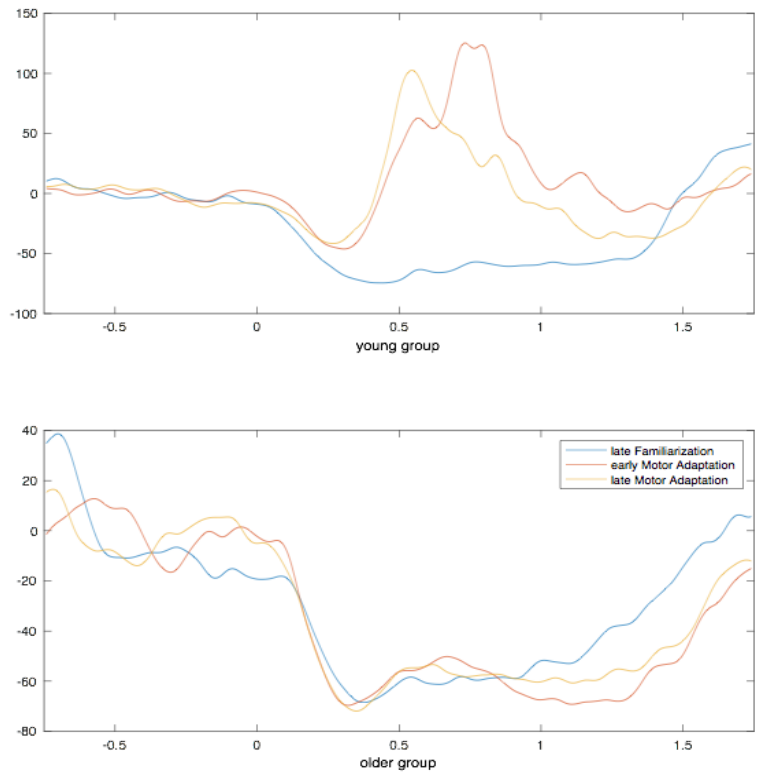 150
100
50
0
-50
-100
-0.5 0 0.5 1 1.5
young group
40
20
0
-20
-40
-60
-80
late Familiarization
early Motor Adaptation
late Motor Adaptation
-0.5 0 0.5 1 1.5
older group